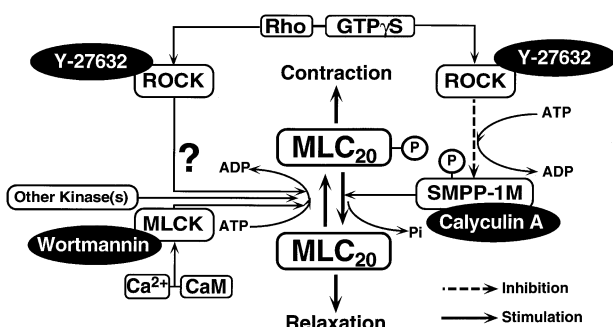 Rho GTPγS
Y-27632
ROCK
Y-27632
ROCK
Contraction
ATP
?
MLC20
P
P
ADP
ADP
Other Kinase(s)
SMPP-1M
MLCK
ATP
Calyculin A
Wortmannin
Pi
MLC20
Ca2+ CaM
Inhibition
Relaxation
Stimulation